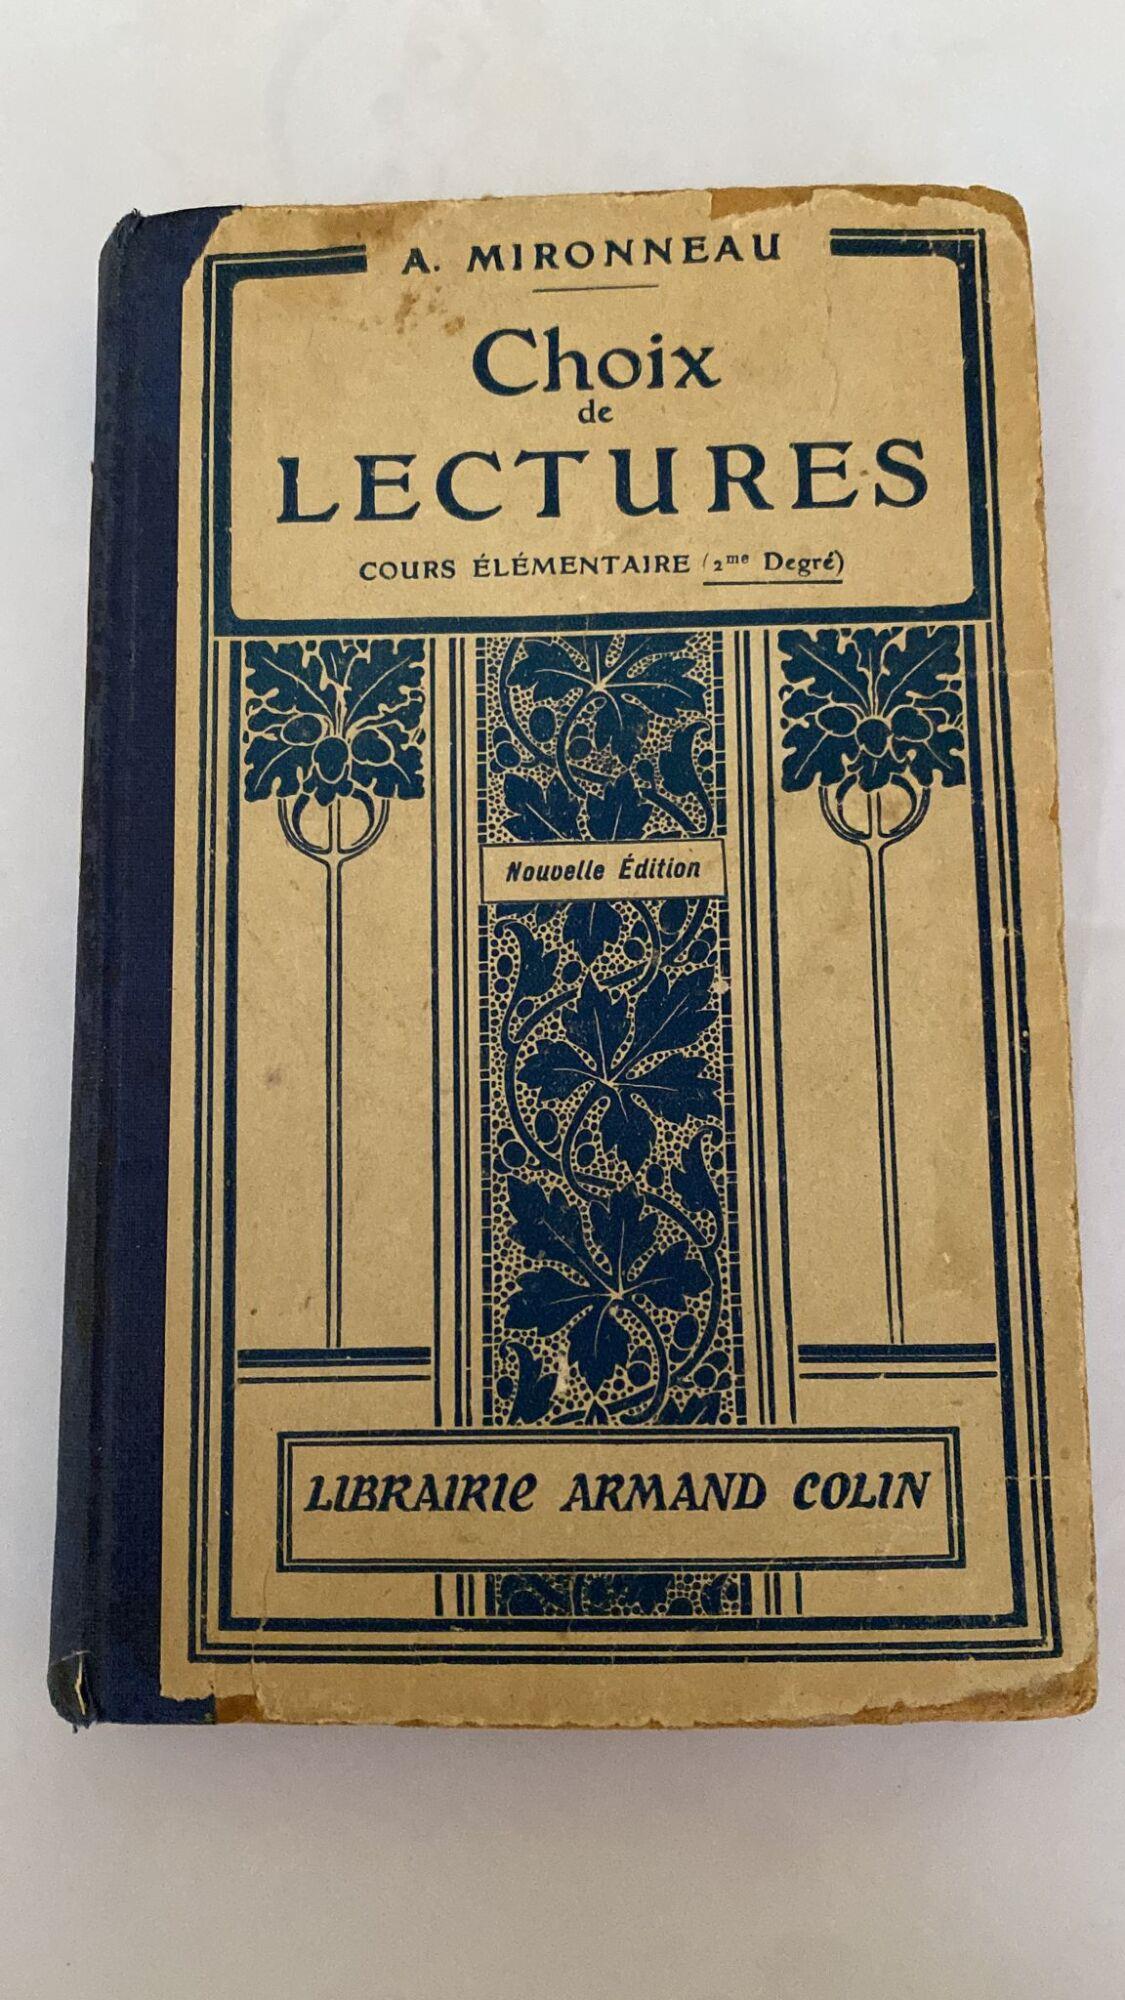 A. MIRONNEAU
Choix
de
LECTURES
COURS ÉLÉMENTAIRE (2me Degré)
Nouvelle Édition
LIBRAIRIE ARMAND COLIN